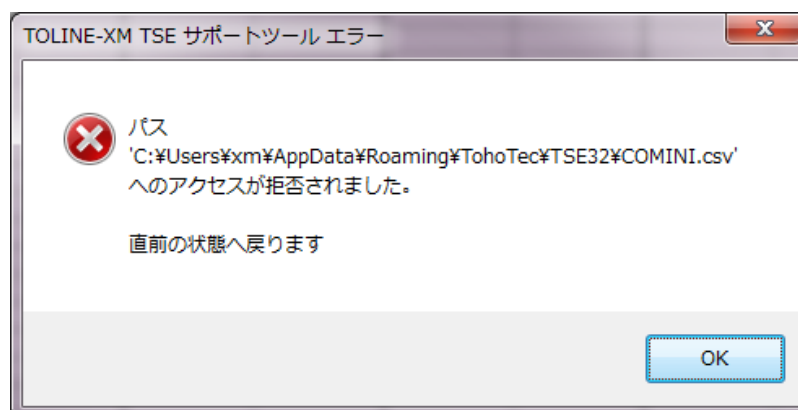 TOLINE-XM TSE サポートツール エラー
パス
'C:¥Users¥xm¥AppData¥Roaming¥TohoTec¥TSE32¥COMINI.csv'
へのアクセスが拒否されました。
直前の状態へ戻ります
OK